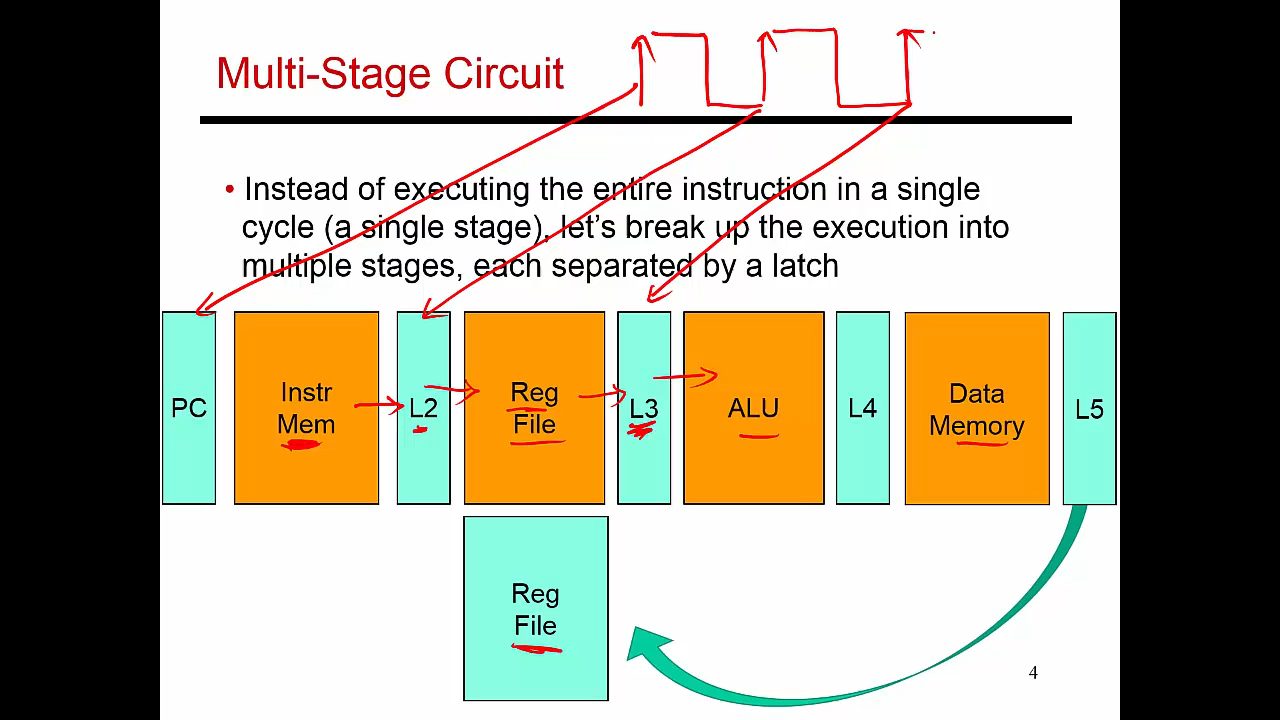 Multi-Stage Circuit
• Instead of executing the entire instruction in a single
cycle (a single stage), let's break up the execution into
multiple stages, each separated by a latch
PC
Instr
Mem
L2
Reg
File
L3
ALU
L4
Data
Memory
L5
Reg
File
4